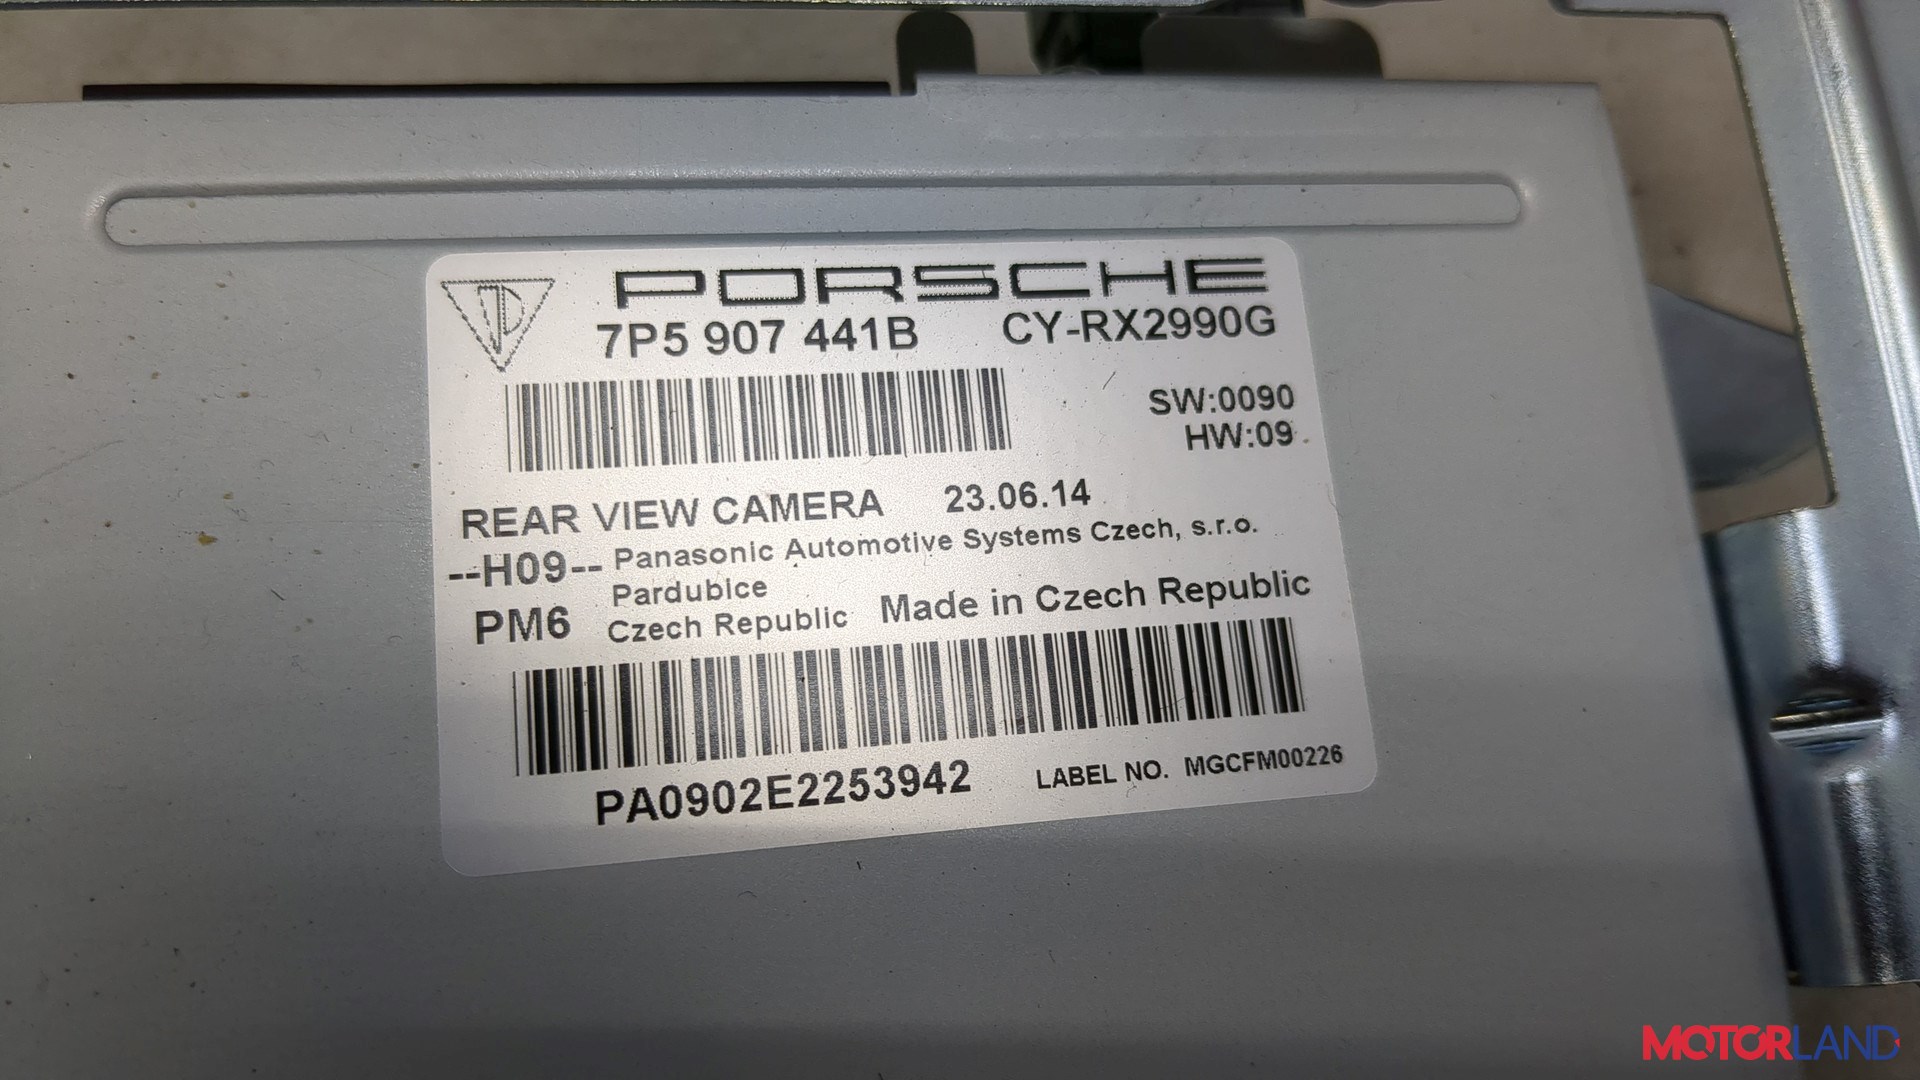 PORSCHE
7P5 907 441B CY-RX2990G
SW:0090
HW:09
REAR VIEW CAMERA 23.06.14
--H09-- Panasonic Automotive Systems Czech, s.r.o.
Pardubice
PM6 Czech Republic Made in Czech Republic
PA0902E2253942 LABEL NO. MGCFM00226
MOTORLAND